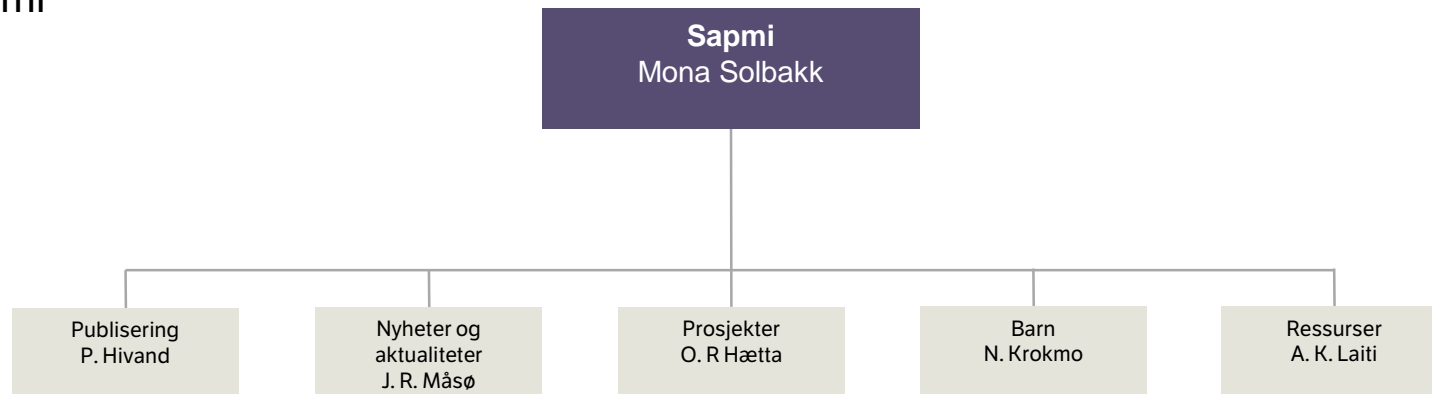 Sapmi
Mona Solbakk
Publisering
P. Hivand
Nyheter og
aktualiteter
J. R. Måsø
Prosjekter
O. R Hætta
Barn
N. Krokmo
Ressurser
A. K. Laiti